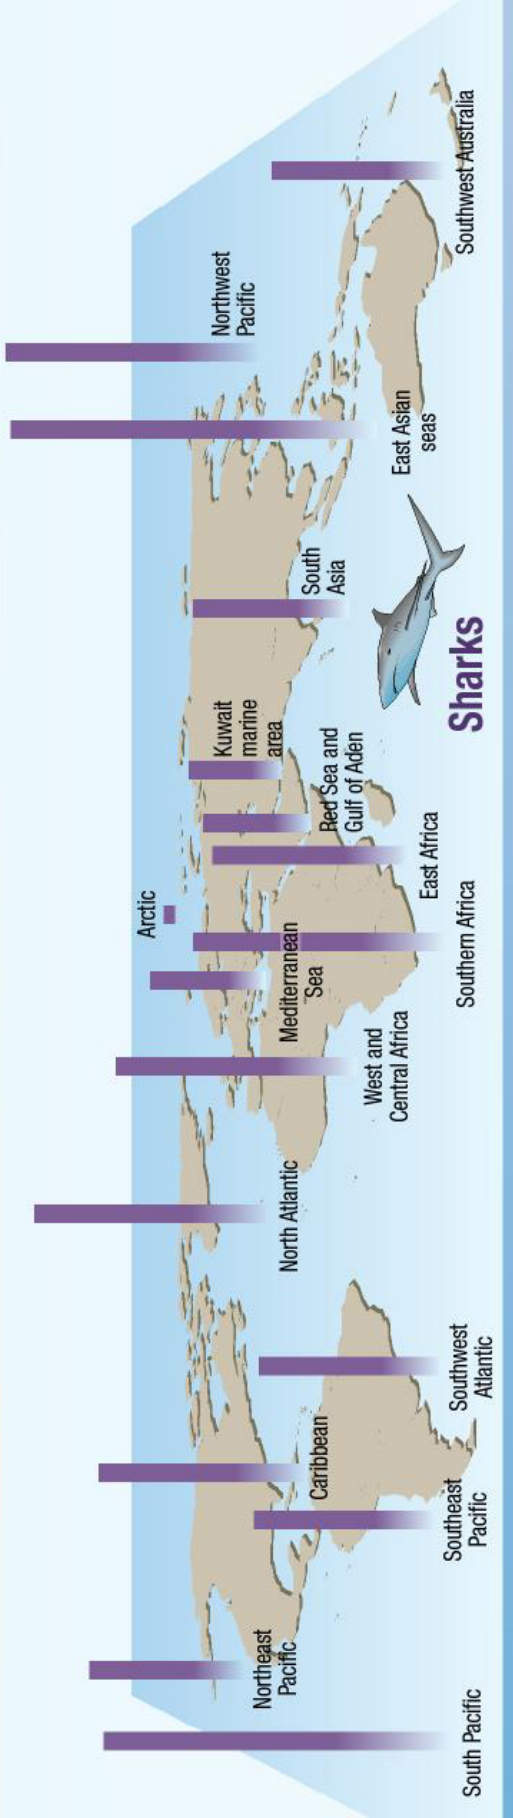 South Pacific
Northeast
Pacific
Southeast
Pacific
Caribbean
Southwest
Atlantic
North Atlantic
West and
Central Africa
Mediterranean
Sea
Southern Africa
Arctic
East Africa
Red Sea and
Gulf of Aden
Kuwait
marine
area
South
Asia
East Asian
seas
Northwest
Pacific
Southwest Australia
Sharks